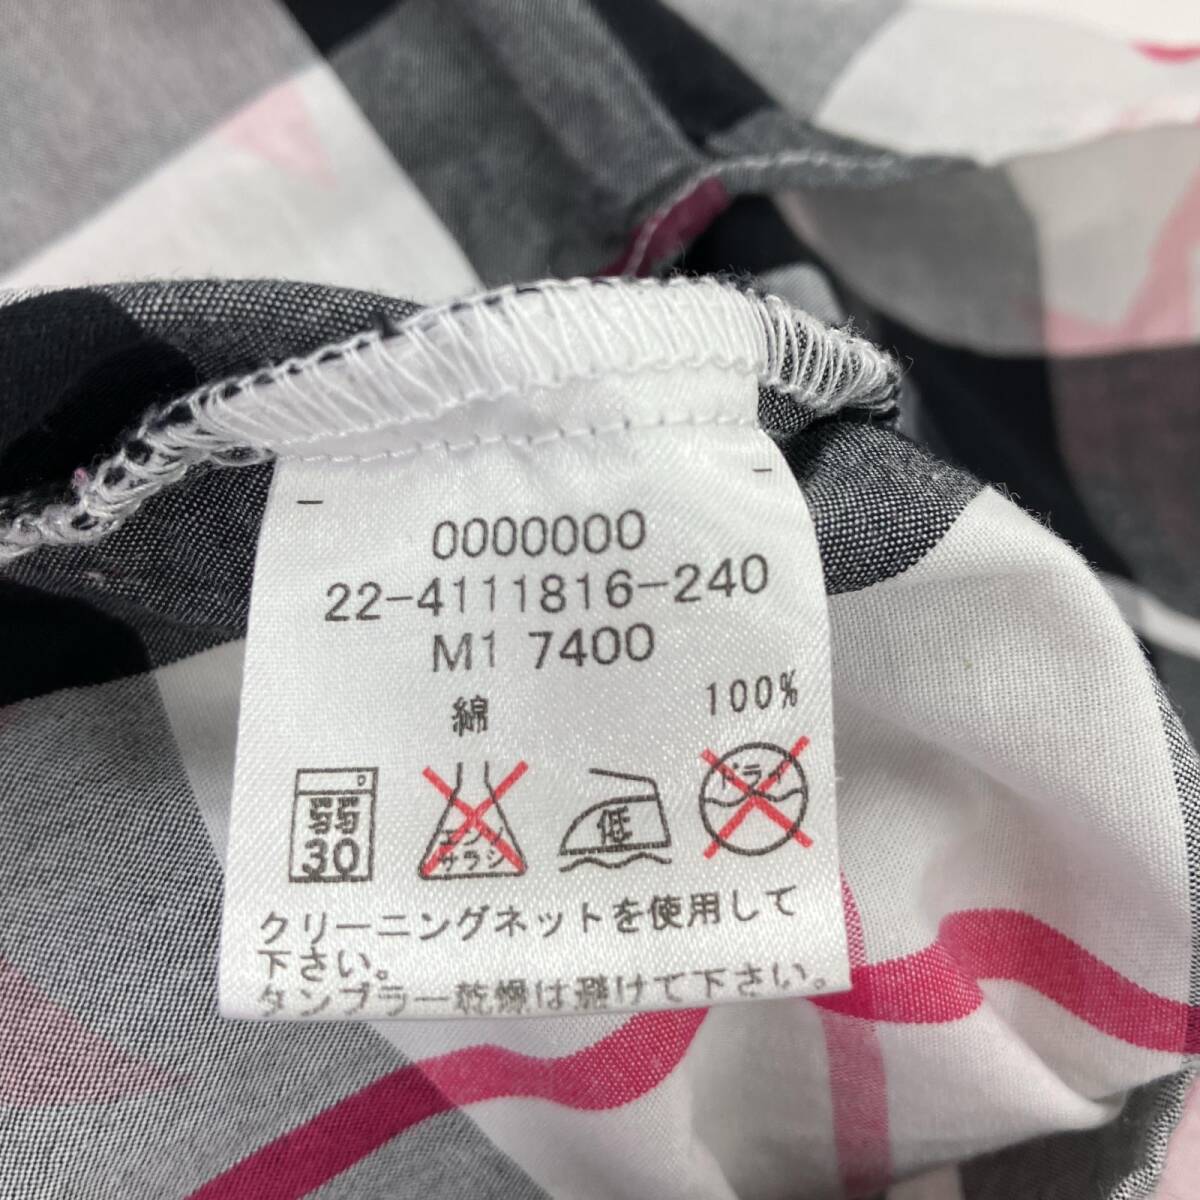 0000000
22-4111816-240
M1 7400
綿 100%
弱
30
エンソ
サラシ
低
ドライ
クリーニングネットを使用して
下さい。
タンブラー乾燥は避けて下さい。